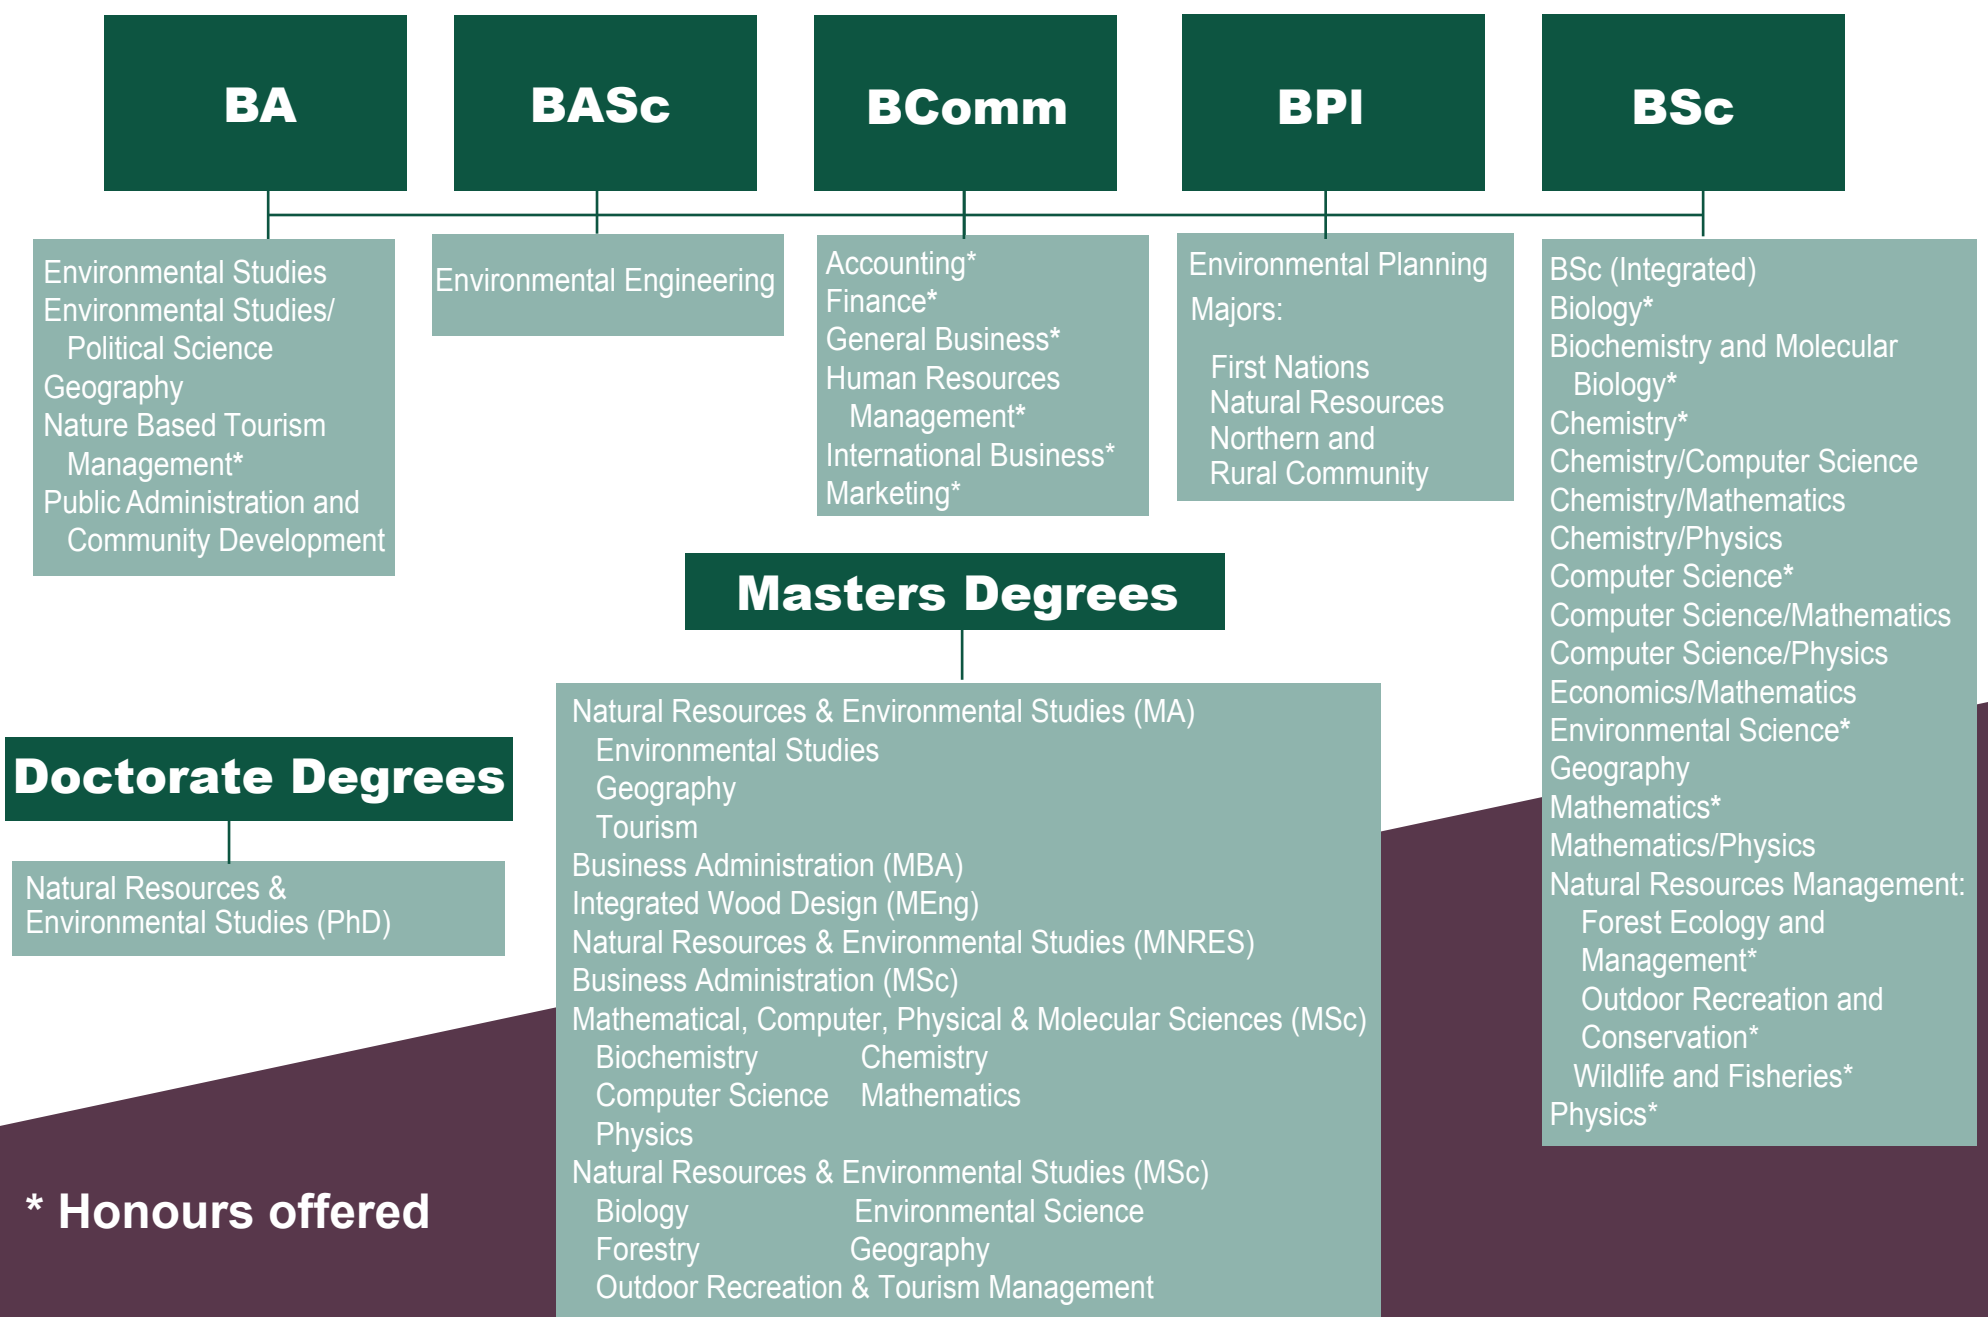 BA
Environmental Studies
Environmental Studies/
Political Science
Geography
Nature Based Tourism
Management*
Public Administration and
Community Development
BASc
Environmental Engineering
BComm
Accounting*
Finance*
General Business*
Human Resources
Management*
International Business*
Marketing*
BPl
Environmental Planning
Majors:
First Nations
Natural Resources
Northern and
Rural Community
BSc
BSc (Integrated)
Biology*
Biochemistry and Molecular
Biology*
Chemistry*
Chemistry/Computer Science
Chemistry/Mathematics
Chemistry/Physics
Computer Science*
Computer Science/Mathematics
Computer Science/Physics
Economics/Mathematics
Environmental Science*
Geography
Mathematics*
Mathematics/Physics
Natural Resources Management:
Forest Ecology and
Management*
Outdoor Recreation and
Conservation*
Wildlife and Fisheries*
Physics*
Masters Degrees
Natural Resources & Environmental Studies (MA)
Environmental Studies
Geography
Tourism
Business Administration (MBA)
Integrated Wood Design (MEng)
Natural Resources & Environmental Studies (MNRES)
Business Administration (MSc)
Mathematical, Computer, Physical & Molecular Sciences (MSc)
Biochemistry Chemistry
Computer Science Mathematics
Physics
Natural Resources & Environmental Studies (MSc)
Biology Environmental Science
Forestry Geography
Outdoor Recreation & Tourism Management
Doctorate Degrees
Natural Resources &
Environmental Studies (PhD)
* Honours offered